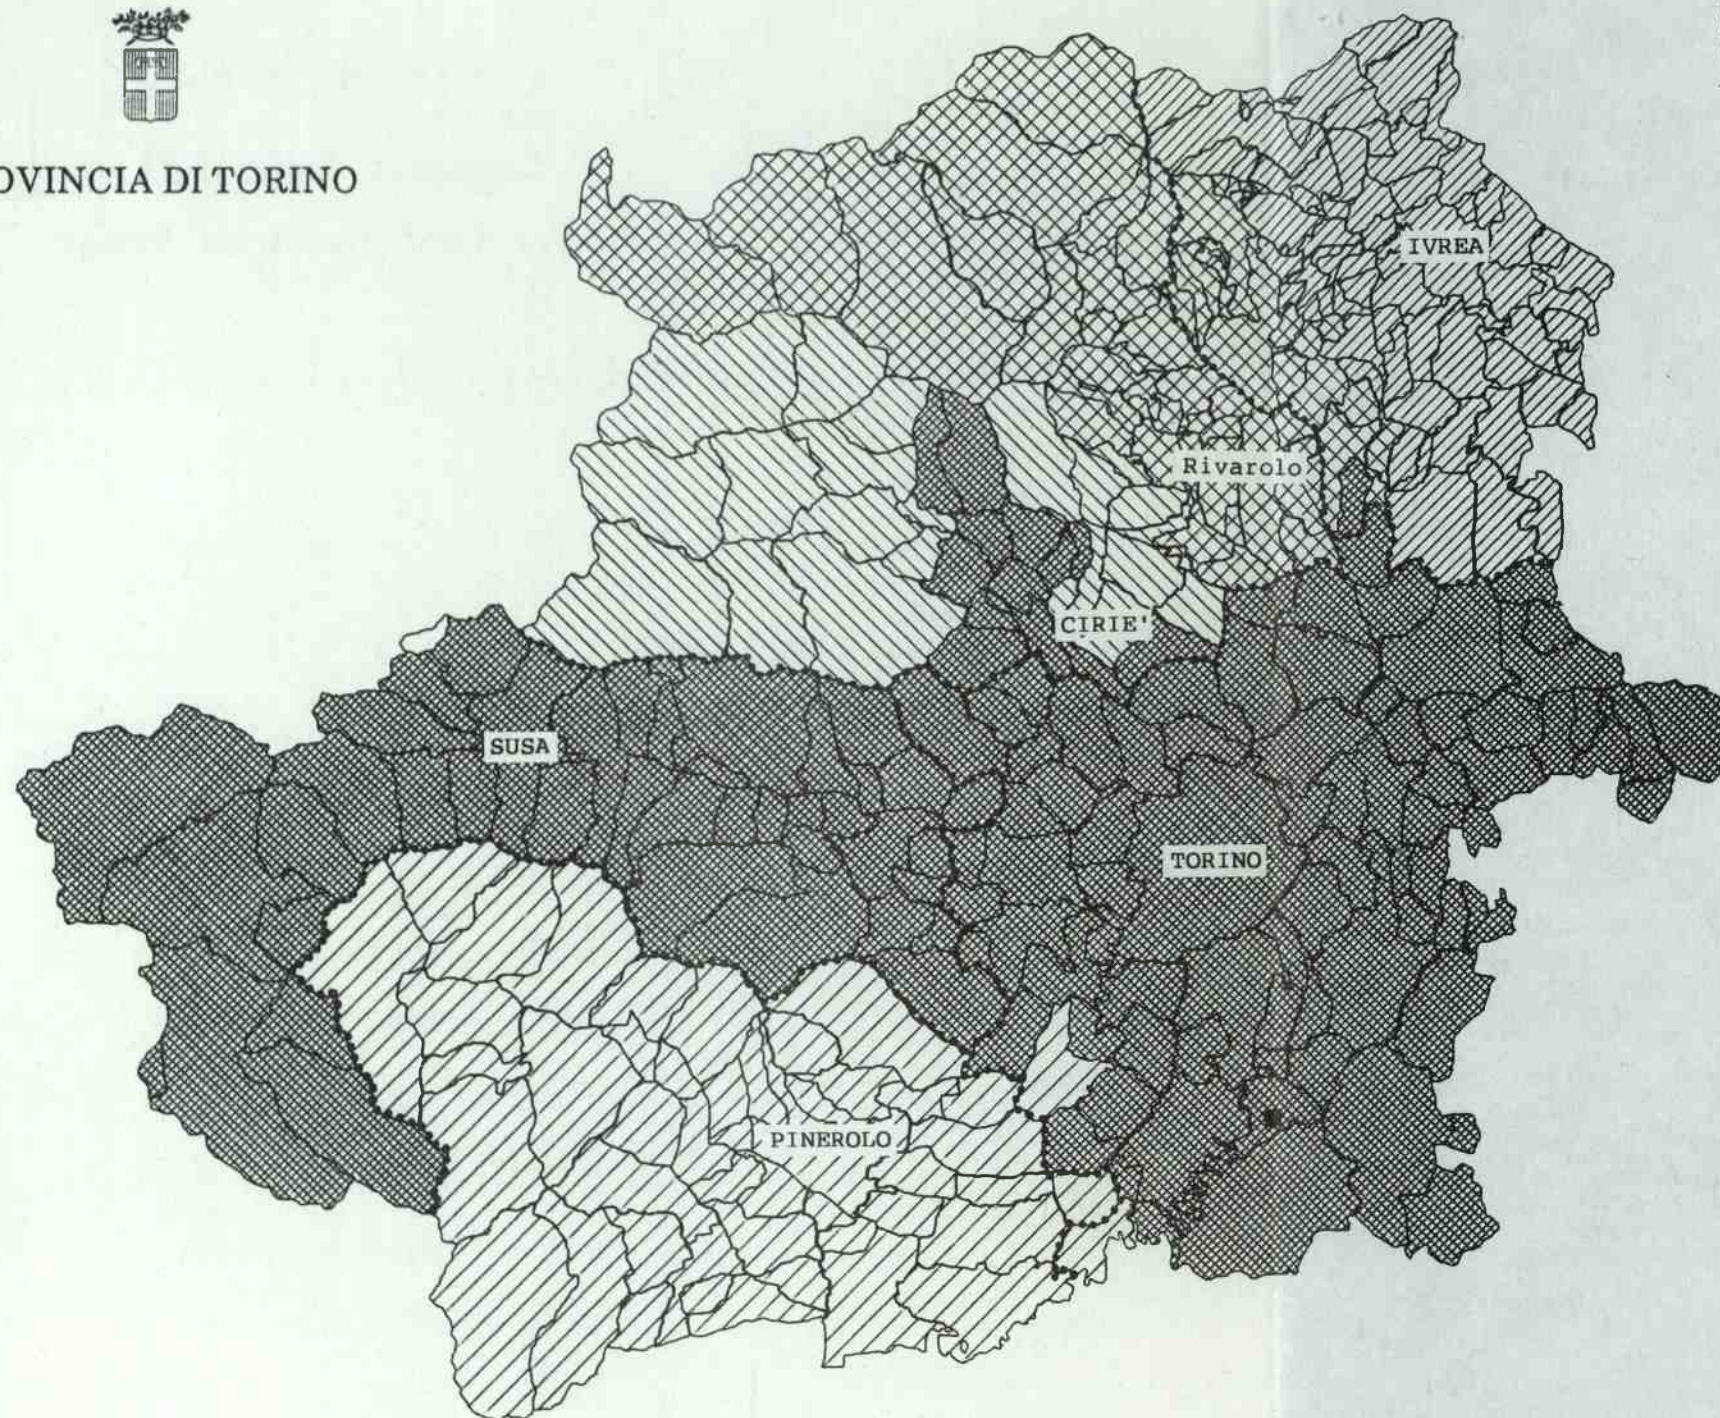 OVINCIA DI TORINO
IVREA
Rivarolo
CIRIE'
SUSA
TORINO
PINEROLO